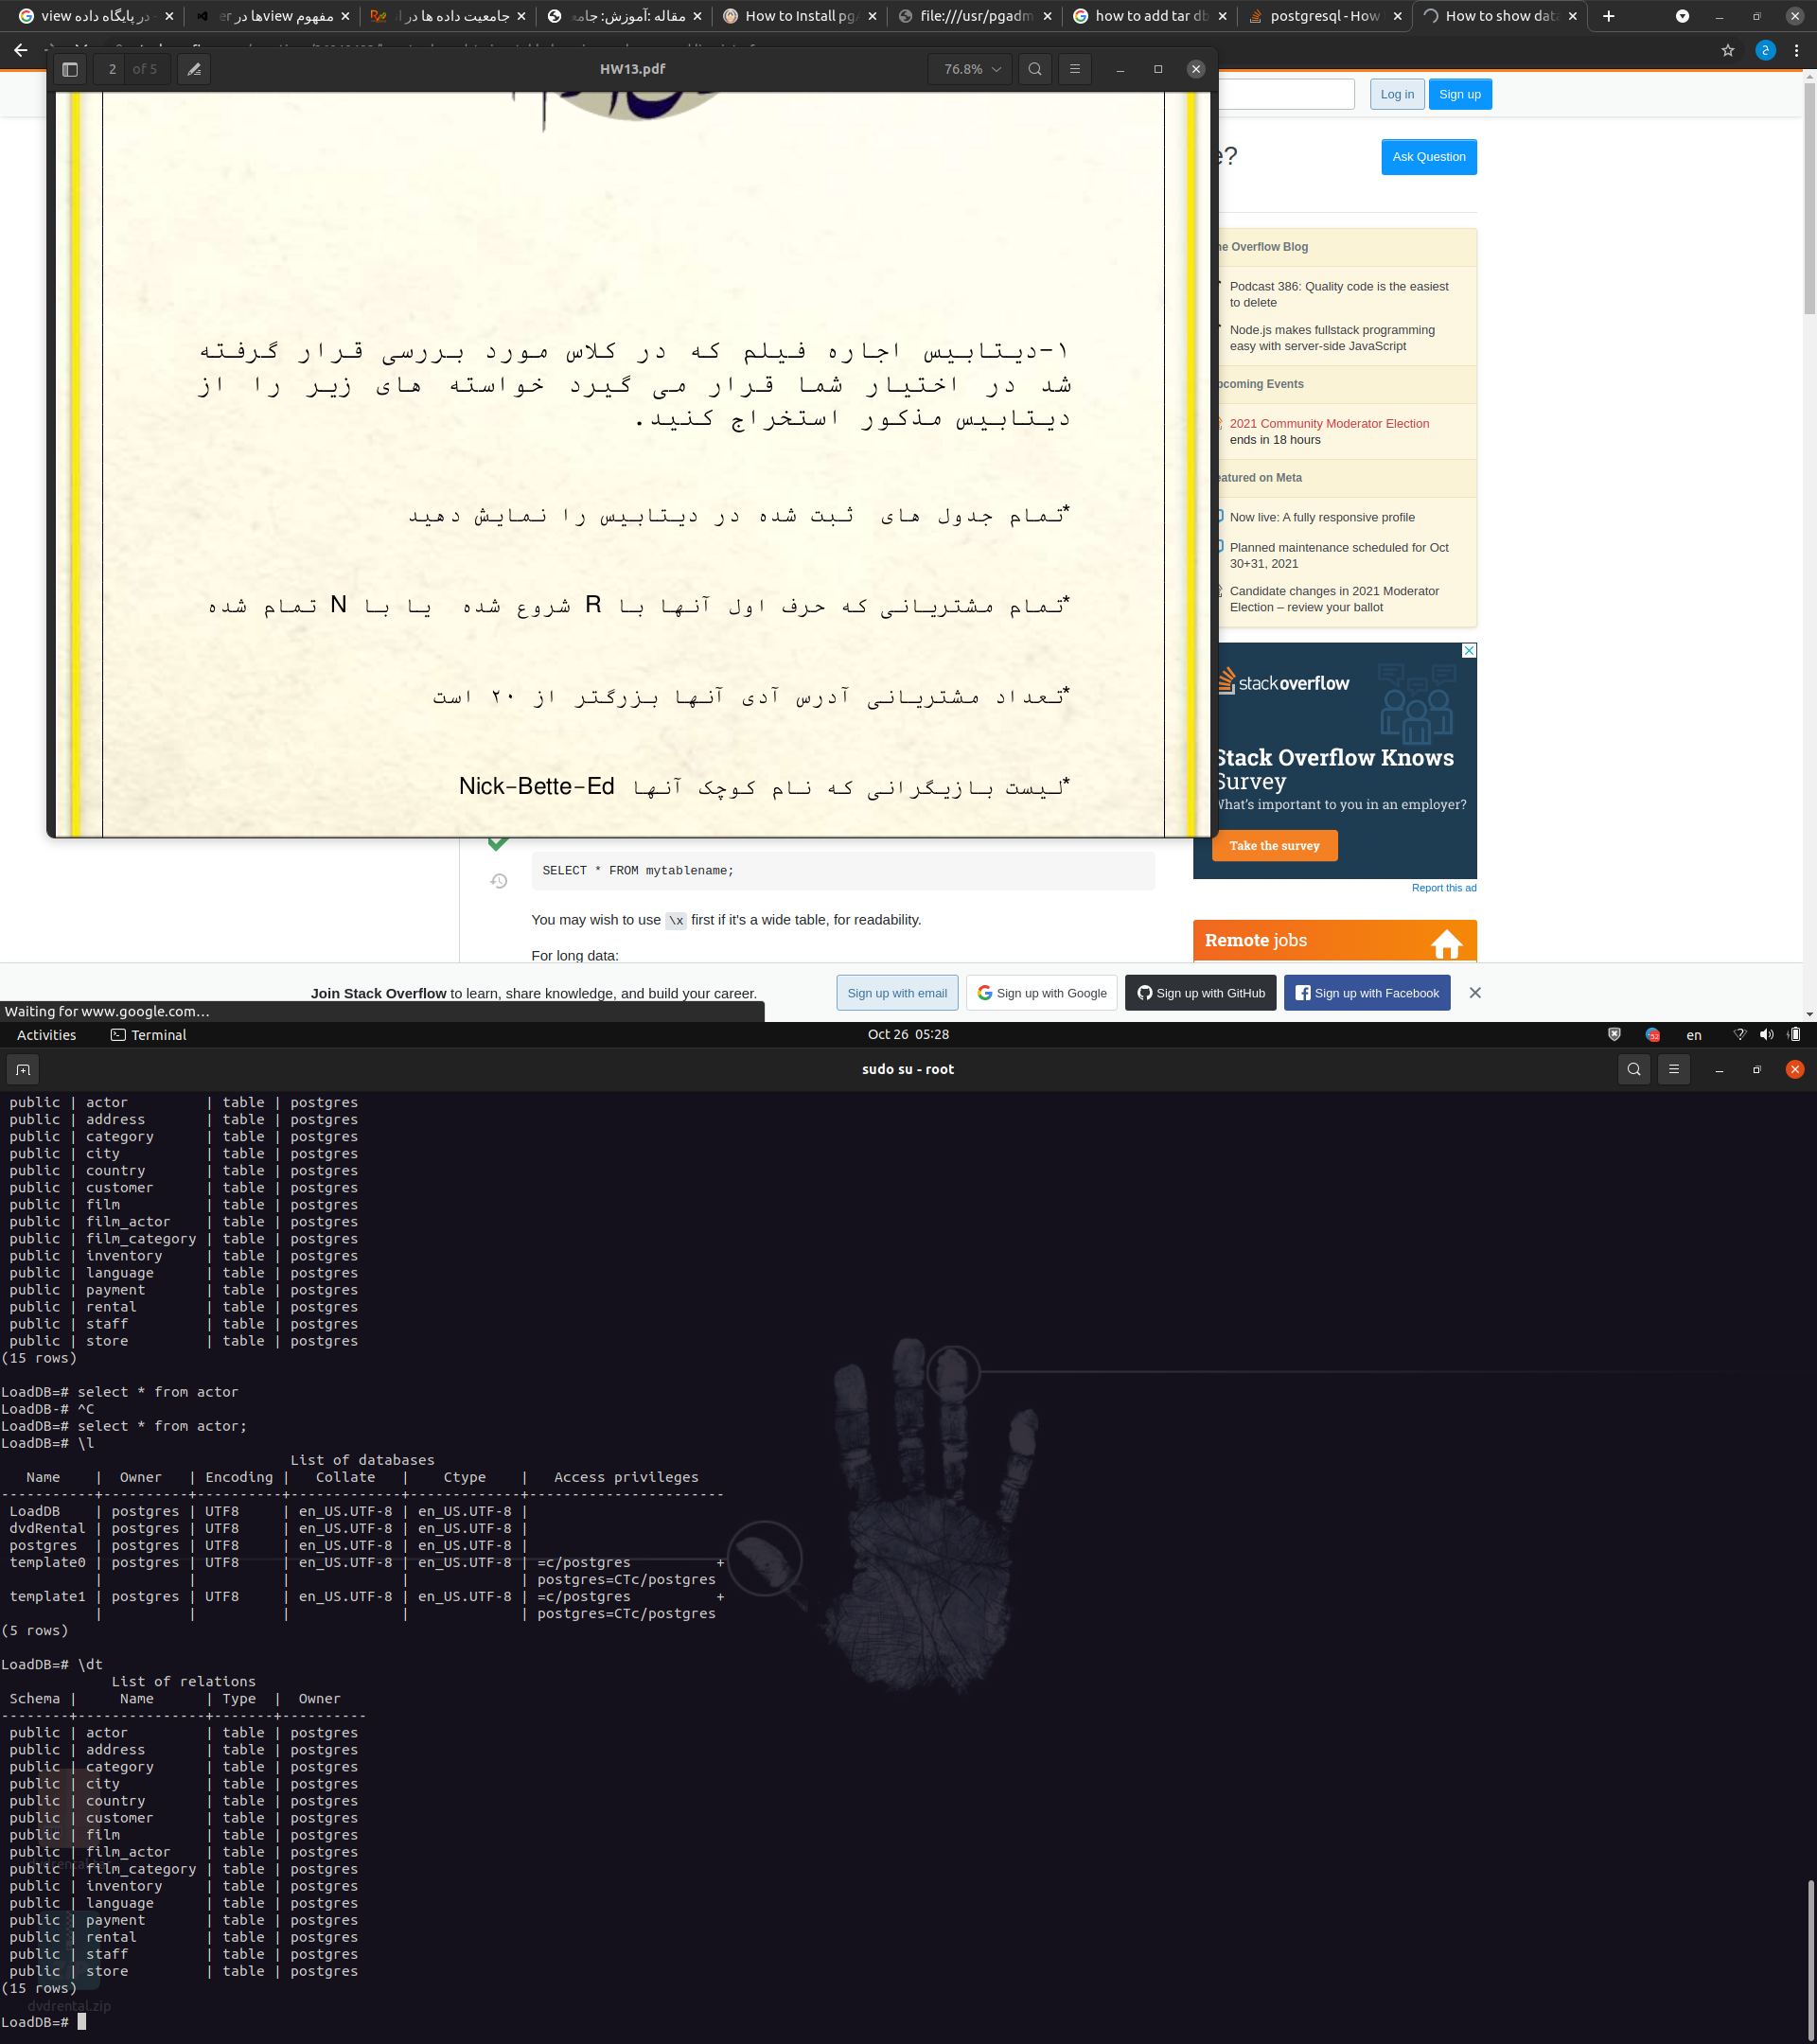 view در پایگاه داده -
مفهوم viewها در er
جامعیت داده ها در ا
مقاله :آموزش: جامع
How to Install pgA
file:///usr/pgadm
how to add tar db
postgresql - How
How to show data
2 of 5
HW13.pdf
76.8%
۱-دیتابیس اجاره فیلم که در کلاس مورد بررسی قرار گرفته
شد در اختیار شما قرار می گیرد خواسته های زیر را از
دیتابیس مذکور استخراج کنید.
*تمام جدول های ثبت شده در دیتابیس را نمایش دهید
*تمام مشتریانی که حرف اول آنها با R شروع شده یا با N تمام شده
*تعداد مشتریانی آدرس آدی آنها بزرگتر از ۲۰ است
*لیست بازیگرانی که نام کوچک آنها Nick-Bette-Ed
Log in
Sign up
e?
Ask Question
he Overflow Blog
Podcast 386: Quality code is the easiest
to delete
Node.js makes fullstack programming
easy with server-side JavaScript
pcoming Events
2021 Community Moderator Election
ends in 18 hours
eatured on Meta
Now live: A fully responsive profile
Planned maintenance scheduled for Oct
30+31, 2021
Candidate changes in 2021 Moderator
Election – review your ballot
stackoverflow
Stack Overflow Knows
Survey
What's important to you in an employer?
Take the survey
Report this ad
Remote jobs
SELECT * FROM mytablename;
You may wish to use \x first if it's a wide table, for readability.
For long data:
Join Stack Overflow to learn, share knowledge, and build your career.
Sign up with email
Sign up with Google
Sign up with GitHub
Sign up with Facebook
Waiting for www.google.com...
Activities
Terminal
Oct 26 05:28
52
en
sudo su - root
public | actor | table | postgres
public | address | table | postgres
public | category | table | postgres
public | city | table | postgres
public | country | table | postgres
public | customer | table | postgres
public | film | table | postgres
public | film_actor | table | postgres
public | film_category | table | postgres
public | inventory | table | postgres
public | language | table | postgres
public | payment | table | postgres
public | rental | table | postgres
public | staff | table | postgres
public | store | table | postgres
(15 rows)
LoadDB=# select * from actor
LoadDB-# ^C
LoadDB=# select * from actor;
LoadDB=# \l
List of databases
Name | Owner | Encoding | Collate | Ctype | Access privileges
-----------+----------+----------+-------------+-------------+-----------------------
LoadDB | postgres | UTF8 | en_US.UTF-8 | en_US.UTF-8 |
dvdRental | postgres | UTF8 | en_US.UTF-8 | en_US.UTF-8 |
postgres | postgres | UTF8 | en_US.UTF-8 | en_US.UTF-8 |
template0 | postgres | UTF8 | en_US.UTF-8 | en_US.UTF-8 | =c/postgres +
| | | | | postgres=CTc/postgres
template1 | postgres | UTF8 | en_US.UTF-8 | en_US.UTF-8 | =c/postgres +
| | | | | postgres=CTc/postgres
(5 rows)
LoadDB=# \dt
List of relations
Schema | Name | Type | Owner
--------+---------------+-------+----------
public | actor | table | postgres
public | address | table | postgres
public | category | table | postgres
public | city | table | postgres
public | country | table | postgres
public | customer | table | postgres
public | film | table | postgres
public | film_actor | table | postgres
public | film_category | table | postgres
public | inventory | table | postgres
public | language | table | postgres
public | payment | table | postgres
public | rental | table | postgres
public | staff | table | postgres
public | store | table | postgres
(15 rows)
dvdrental.zip
LoadDB=#